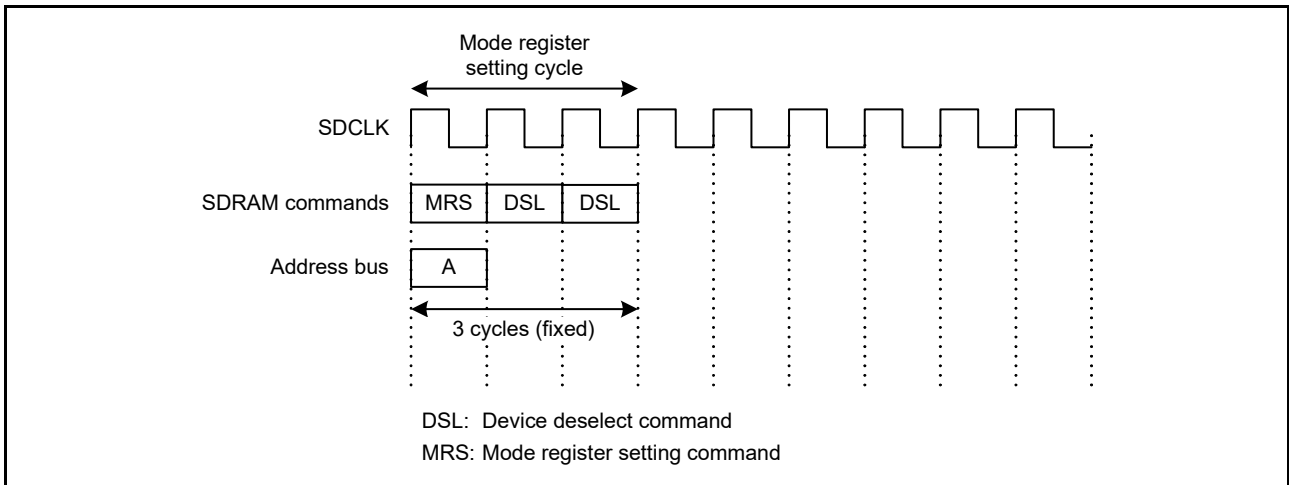 Mode register
setting cycle
SDCLK
SDRAM commands MRS DSL DSL
Address bus A
3 cycles (fixed)
DSL: Device deselect command
MRS: Mode register setting command